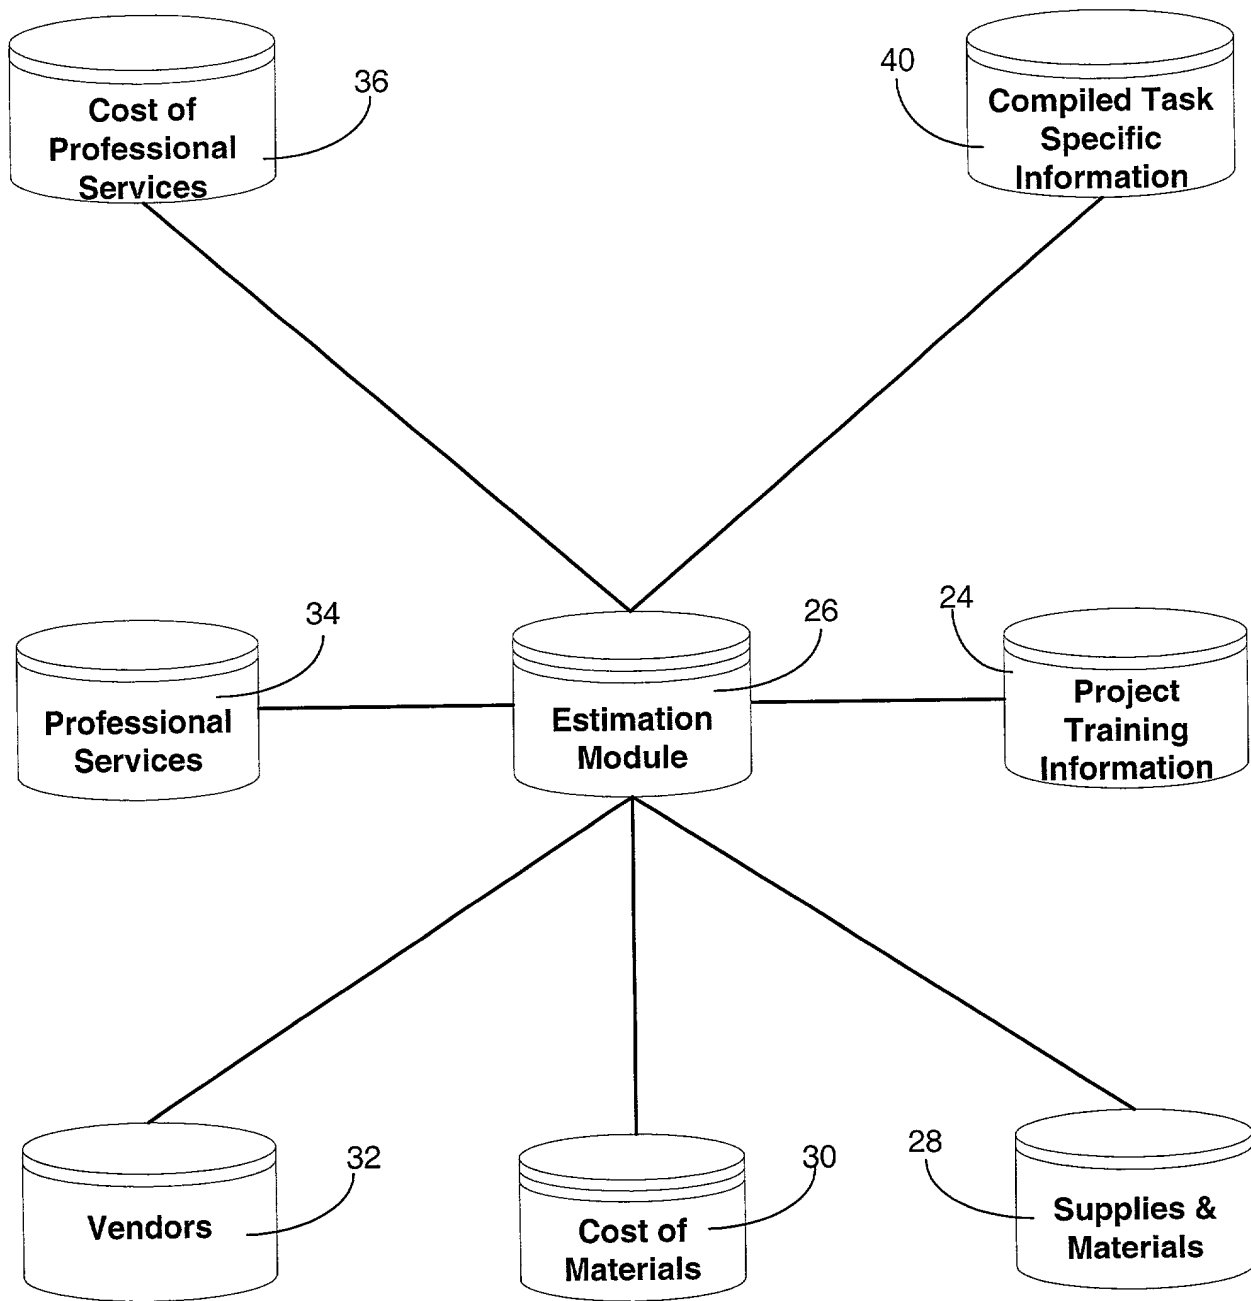 36
Cost of
Professional
Services
40
Compiled Task
Specific
Information
34
Professional
Services
26
Estimation
Module
24
Project
Training
Information
32
Vendors
30
Cost of
Materials
28
Supplies &
Materials